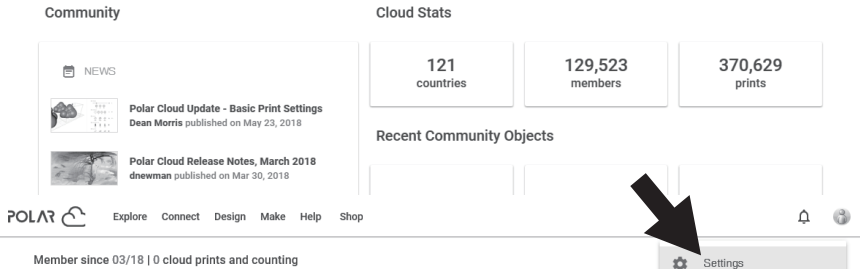 Community
Cloud Stats
NEWS
Polar Cloud Update - Basic Print Settings
Dean Morris published on May 23, 2018
Polar Cloud Release Notes, March 2018
dnewman published on Mar 30, 2018
121
countries
129,523
members
370,629
prints
Recent Community Objects
POLAR
Explore Connect Design Make Help Shop
Member since 03/18 | 0 cloud prints and counting
Settings